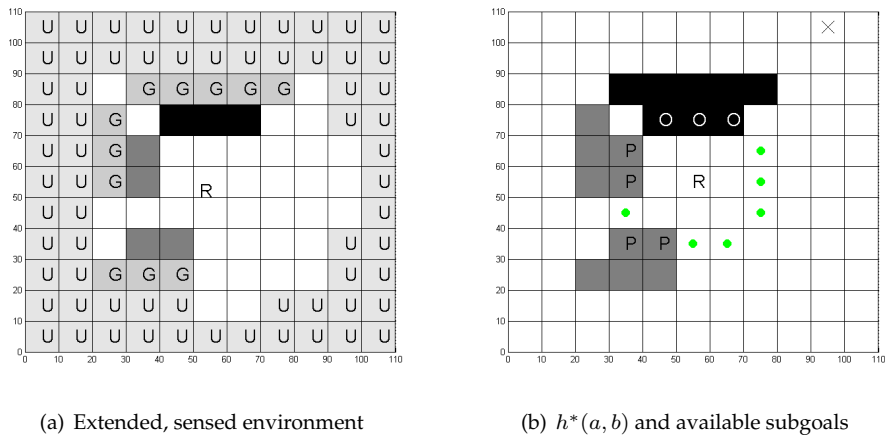 110
U U U U U U U U U U U
100
U U U U U U U U U U U
90
U U G G G G G U U
80
U U G U U
70
U U G U
60
U U G R U
50
U U U
40
U U U U
30
U U G G G U U
20
U U U U U U U U U
10
U U U U U U U U U U U
0
0 10 20 30 40 50 60 70 80 90 100 110
(a) Extended, sensed environment
110
100
90
80
O O O
70
P
60
P R
50
40
P P
30
20
10
0
0 10 20 30 40 50 60 70 80 90 100 110
(b) h*(a, b) and available subgoals